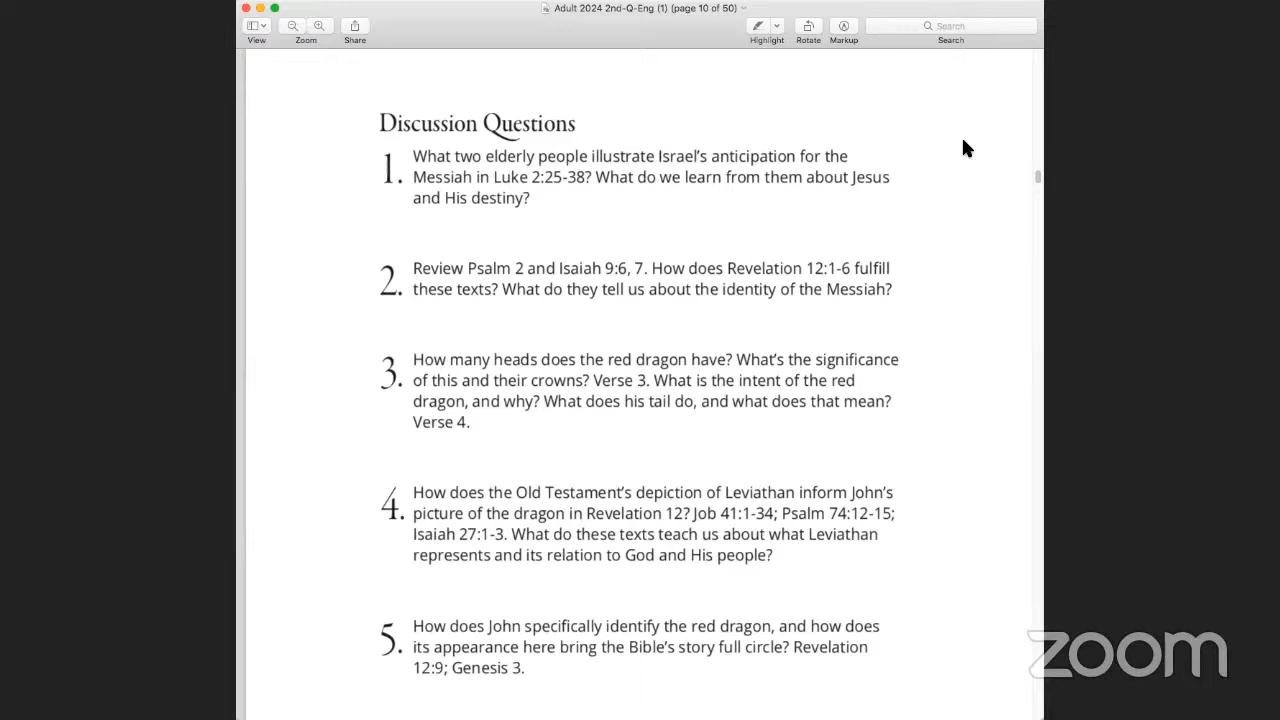 Adult 2024 2nd-Q-Eng (1) (page 10 of 50)
View Zoom Share Highlight Rotate Markup Search
Search
Discussion Questions
1. What two elderly people illustrate Israel's anticipation for the
Messiah in Luke 2:25-38? What do we learn from them about Jesus
and His destiny?
2. Review Psalm 2 and Isaiah 9:6, 7. How does Revelation 12:1-6 fulfill
these texts? What do they tell us about the identity of the Messiah?
3. How many heads does the red dragon have? What's the significance
of this and their crowns? Verse 3. What is the intent of the red
dragon, and why? What does his tail do, and what does that mean?
Verse 4.
4. How does the Old Testament's depiction of Leviathan inform John's
picture of the dragon in Revelation 12? Job 41:1-34; Psalm 74:12-15;
Isaiah 27:1-3. What do these texts teach us about what Leviathan
represents and its relation to God and His people?
5. How does John specifically identify the red dragon, and how does
its appearance here bring the Bible's story full circle? Revelation
12:9; Genesis 3.
zoom